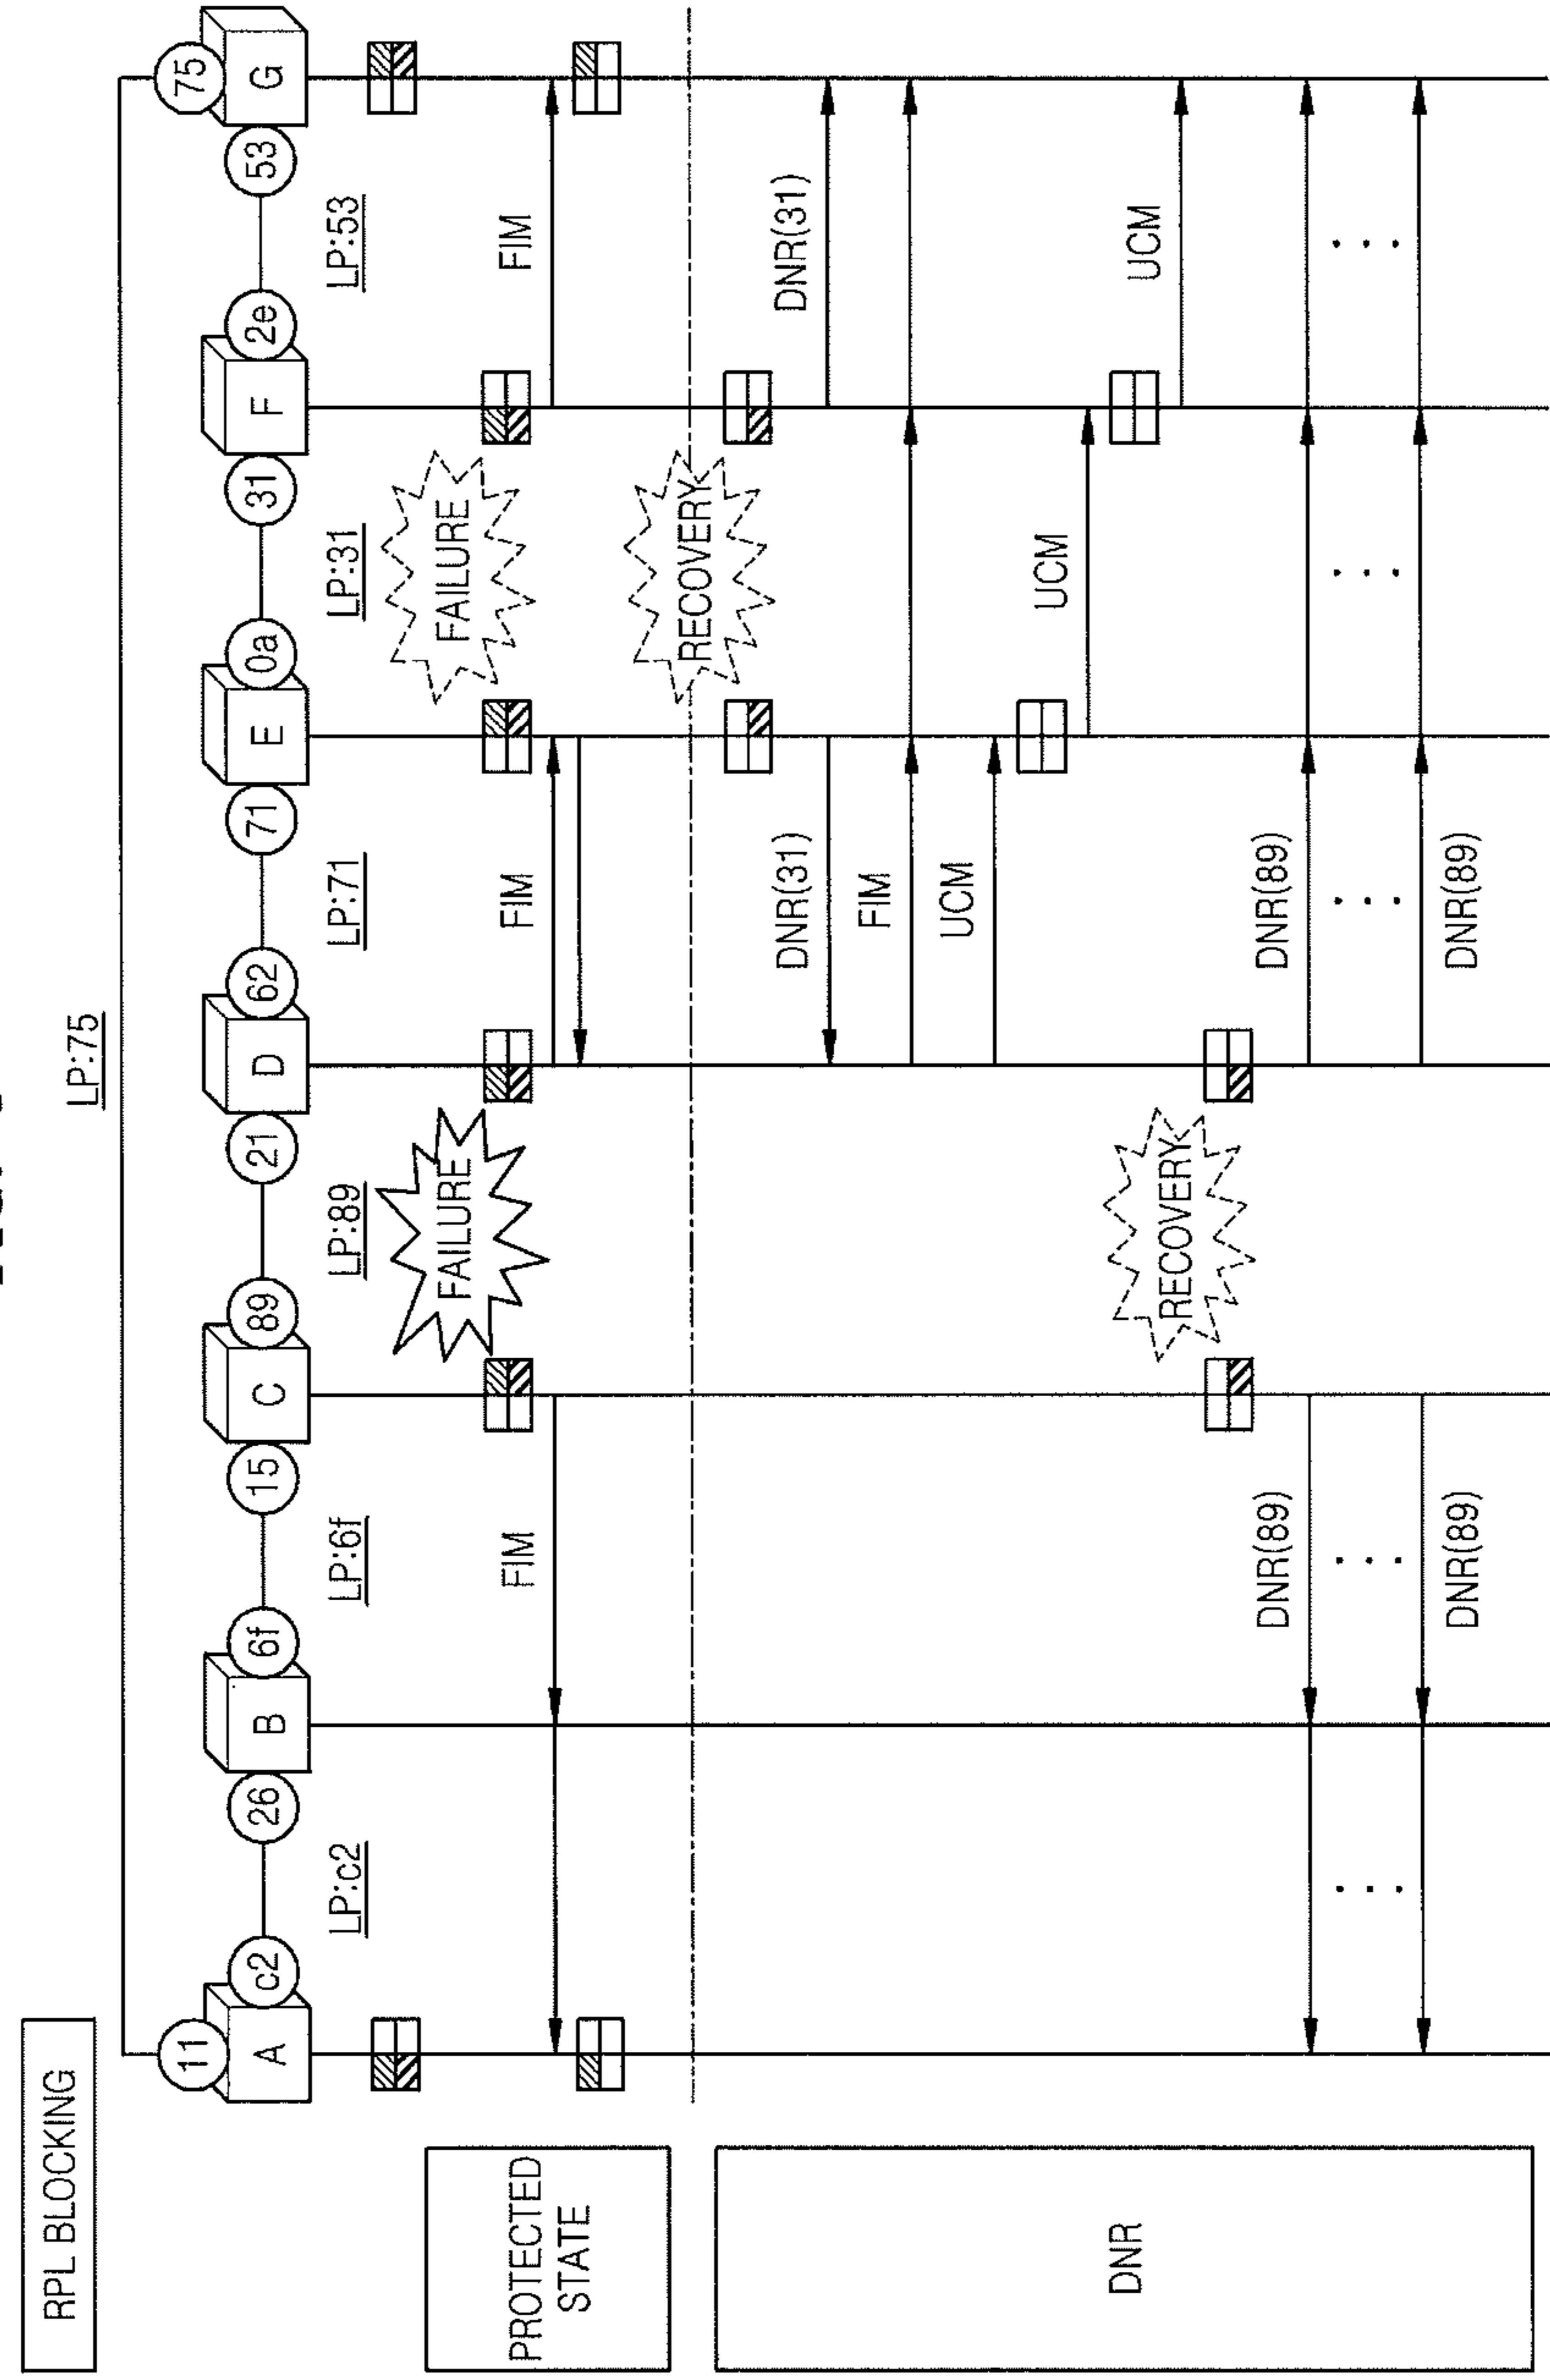 RPL BLOCKING
LP:75
11
A
c2
26
B
6f
15
C
89
21
D
62
71
E
0a
31
F
2e
53
G
75
LP:c2
LP:6f
LP:89
LP:71
LP:31
LP:53
PROTECTED
STATE
FAILURE
FAILURE
FIM
FIM
FIM
RECOVERY
DNR
DNR(31)
DNR(31)
FIM
UCM
UCM
UCM
RECOVERY
DNR(89)
DNR(89)
...
...
...
...
...
DNR(89)
DNR(89)